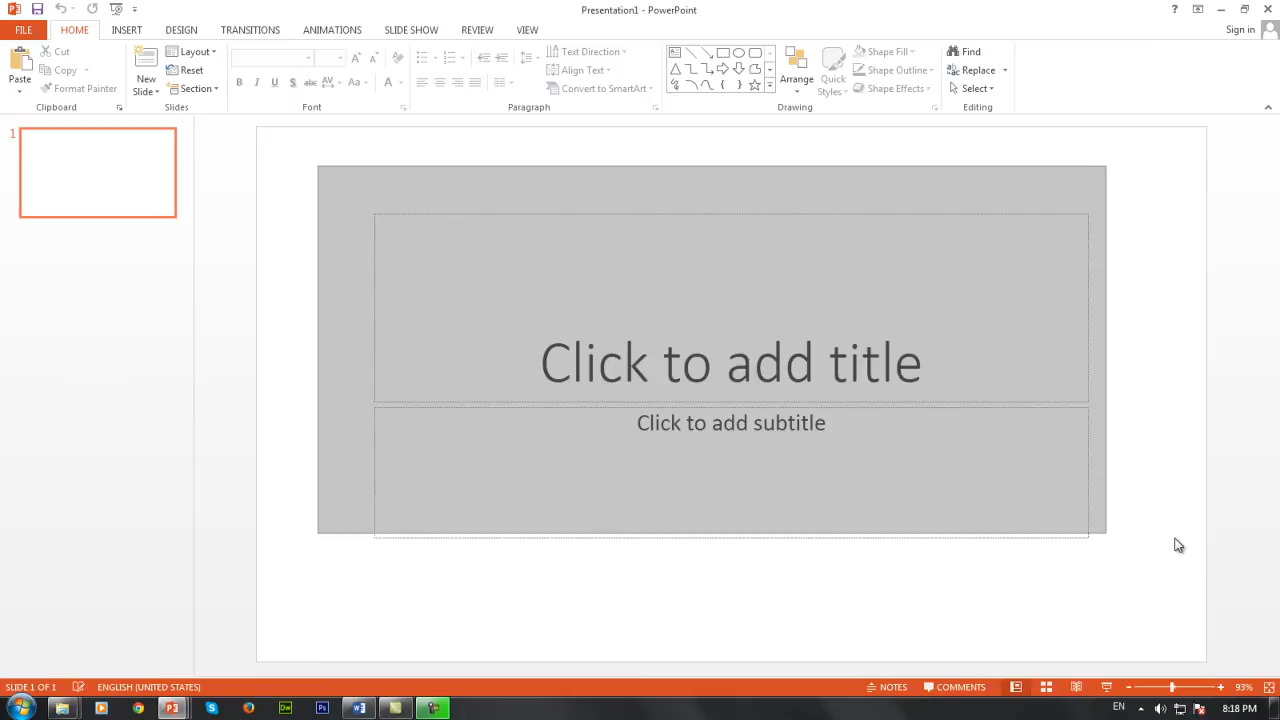 Presentation1 - PowerPoint
FILE HOME INSERT DESIGN TRANSITIONS ANIMATIONS SLIDE SHOW REVIEW VIEW Sign in
Paste
Cut
Copy
Format Painter
Clipboard
New Slide
Layout
Reset
Section
Slides
B I U S abc AV Aa A
Font
Text Direction
Align Text
Convert to SmartArt
Paragraph
Arrange
Quick Styles
Shape Fill
Shape Outline
Shape Effects
Drawing
Find
Replace
Select
Editing
1
Click to add title
Click to add subtitle
SLIDE 1 OF 1 ENGLISH (UNITED STATES) NOTES COMMENTS 93%
EN 8:18 PM